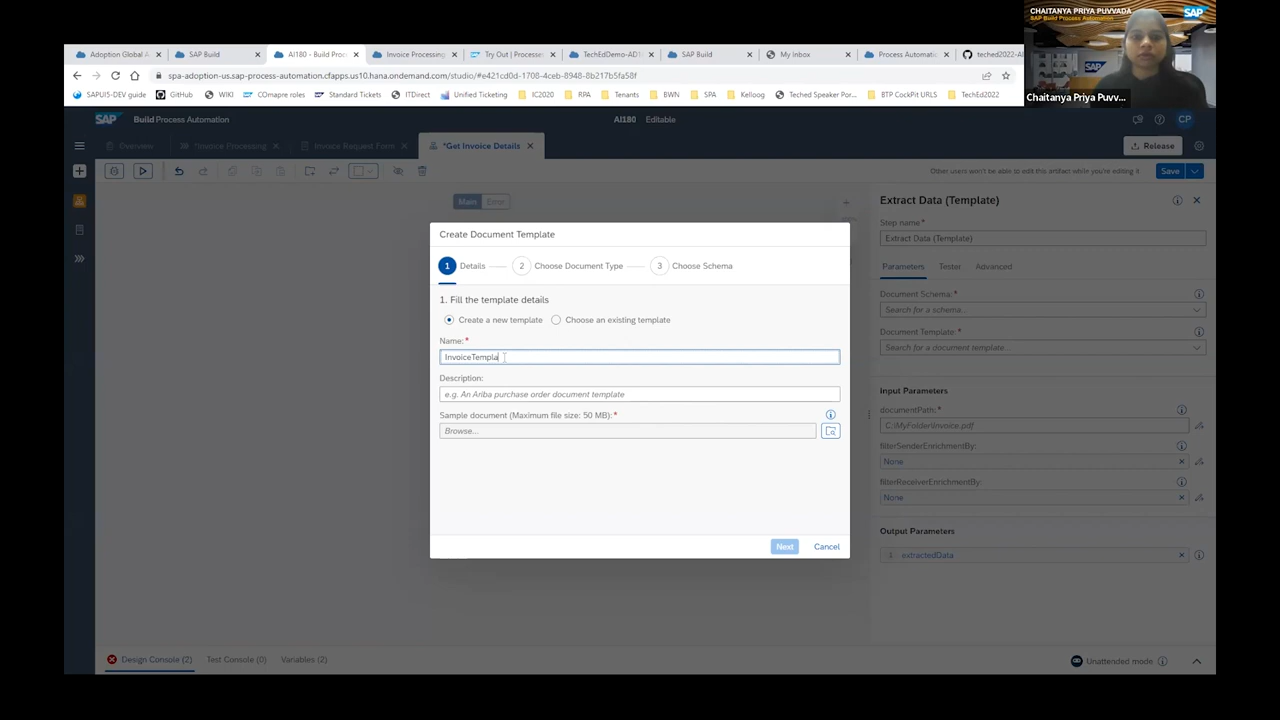 CHAITANYA PRIYA PUVVADA
SAP Build Process Automation
SAP
SAP
Chaitanya Priya Puvv...
Adoption Global A
SAP Build
AI180 - Build Proc
Invoice Processing
Try Out | Processe
TechEdDemo-AD1
SAP Build
My Inbox
Process Automatic
teched2022-AI
spa-adoption-us.sap-process-automation.cfapps.us10.hana.ondemand.com/studio/#e421cd0d-1708-4ceb-8948-8b217b5fa58f
SAPUI5-DEV guide
GitHub
WIKI
COmapre roles
Standard Tickets
ITDirect
Unified Ticketing
IC2020
RPA
Tenants
BWN
SPA
Kelloog
Teched Speaker Por...
BTP CockPit URLS
TechEd2022
SAP
Build Process Automation
AI180
Editable
CP
Overview
*Invoice Processing
Invoice Request Form
*Get Invoice Details
Release
Other users won't be able to edit this artifact while you're editing it
Save
Main
Error
Extract Data (Template)
Step name*
Extract Data (Template)
Parameters
Tester
Advanced
Document Schema:*
Search for a schema...
Document Template:*
Search for a document template...
Input Parameters
documentPath:*
C:\MyFolder\Invoice.pdf
filterSenderEnrichmentBy:
None
filterReceiverEnrichmentBy:
None
Output Parameters
extractedData
Create Document Template
1 Details
2 Choose Document Type
3 Choose Schema
1. Fill the template details
Create a new template
Choose an existing template
Name:*
InvoiceTempla
Description:
e.g. An Ariba purchase order document template
Sample document (Maximum file size: 50 MB):*
Browse...
Next
Cancel
Design Console (2)
Test Console (0)
Variables (2)
Unattended mode